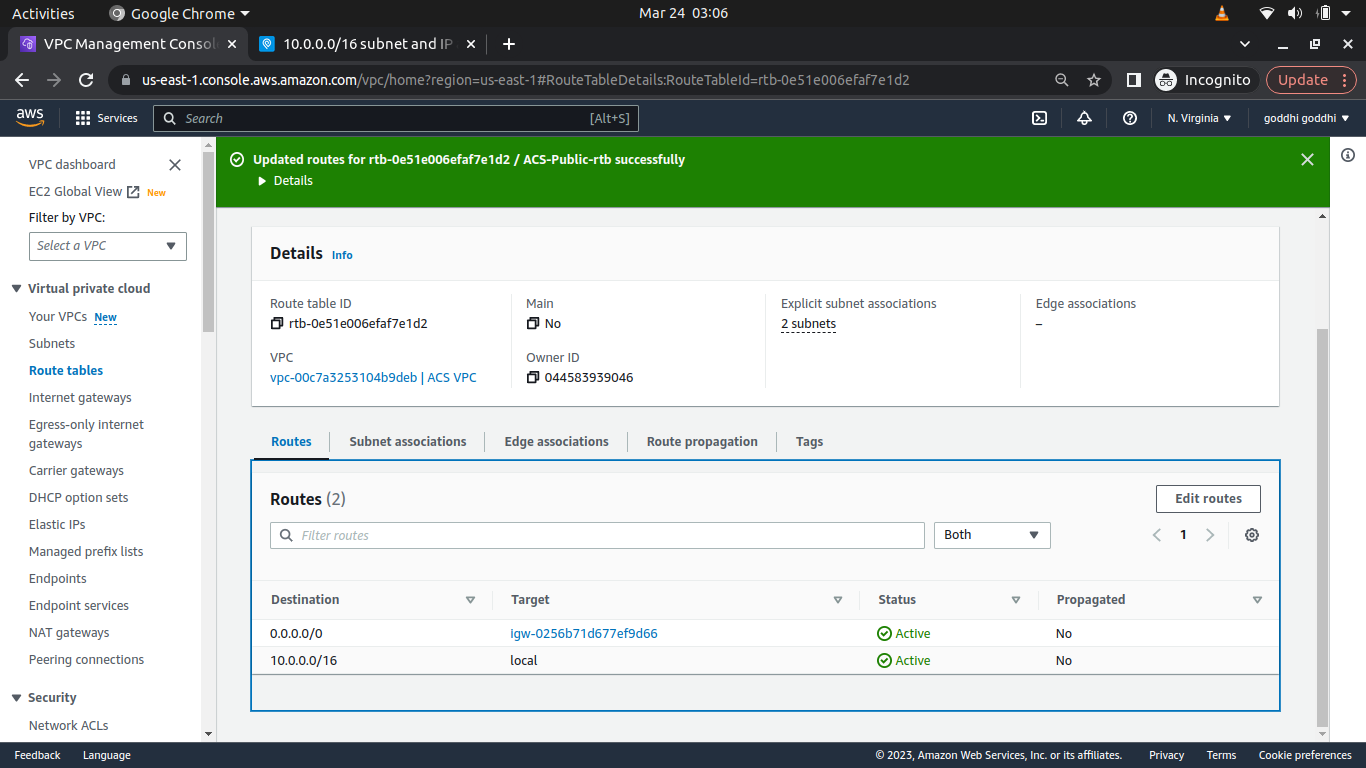 Activities Google Chrome Mar 24 03:06
VPC Management Consol 10.0.0.0/16 subnet and IP
us-east-1.console.aws.amazon.com/vpc/home?region=us-east-1#RouteTableDetails:RouteTableId=rtb-0e51e006efaf7e1d2 Incognito Update
aws Services Search [Alt+S] N. Virginia goddhi goddhi
VPC dashboard
EC2 Global View New
Filter by VPC:
Select a VPC
Virtual private cloud
Your VPCs New
Subnets
Route tables
Internet gateways
Egress-only internet
gateways
Carrier gateways
DHCP option sets
Elastic IPs
Managed prefix lists
Endpoints
Endpoint services
NAT gateways
Peering connections
Security
Network ACLs
Updated routes for rtb-0e51e006efaf7e1d2 / ACS-Public-rtb successfully
Details
Details Info
Route table ID Main Explicit subnet associations Edge associations
rtb-0e51e006efaf7e1d2 No 2 subnets –
VPC Owner ID
vpc-00c7a3253104b9deb | ACS VPC 044583939046
Routes Subnet associations Edge associations Route propagation Tags
Routes (2) Edit routes
Filter routes Both 1
Destination Target Status Propagated
0.0.0.0/0 igw-0256b71d677ef9d66 Active No
10.0.0.0/16 local Active No
Feedback Language © 2023, Amazon Web Services, Inc. or its affiliates. Privacy Terms Cookie preferences